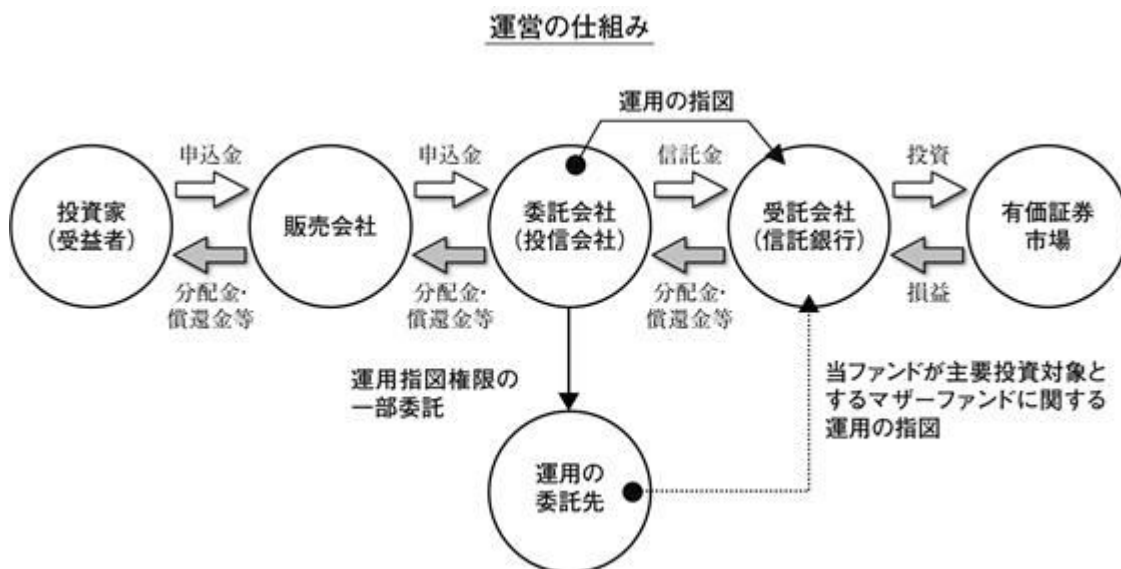 運営の仕組み
運用の指図
申込金
申込金
信託金
投資
投資家
(受益者)
販売会社
委託会社
(投信会社)
受託会社
(信託銀行)
有価証券
市場
分配金・
償還金等
分配金・
償還金等
分配金・
償還金等
損益
運用指図権限の
一部委託
当ファンドが主要投資対象と
するマザーファンドに関する
運用の指図
運用の
委託先